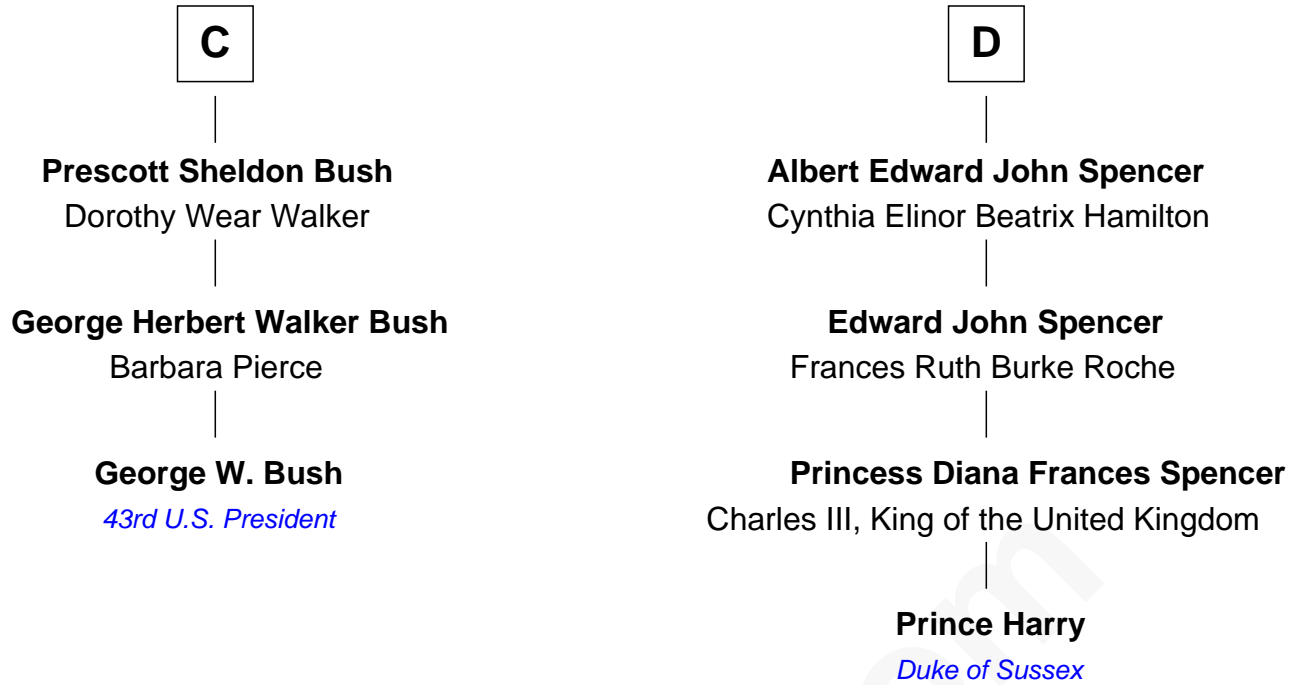 C
Prescott Sheldon Bush
Dorothy Wear Walker
George Herbert Walker Bush
Barbara Pierce
George W. Bush
43rd U.S. President
D
Albert Edward John Spencer
Cynthia Elinor Beatrix Hamilton
Edward John Spencer
Frances Ruth Burke Roche
Princess Diana Frances Spencer
Charles III, King of the United Kingdom
Prince Harry
Duke of Sussex